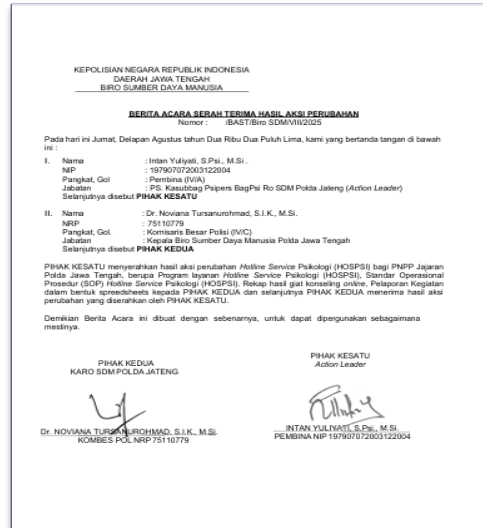 KEPOLISIAN NEGARA REPUBLIK INDONESIA
DAERAH JAWA TENGAH
BIRO SUMBER DAYA MANUSIA
BERITA ACARA SERAH TERIMA HASIL AKSI PERUBAHAN
Nomor : /BAST/Biro SDM/VIII/2025
Pada hari ini Jumat, Delapan Agustus tahun Dua Ribu Dua Puluh Lima, kami yang bertanda tangan di bawah
ini :
I. Nama : Intan Yuliyati, S.Psi., M.Si .
NIP : 197907072003122004
Pangkat, Gol : Pembina (IV/A)
Jabatan : PS. Kasubbag Psipers BagPsi Ro SDM Polda Jateng (Action Leader)
Selanjutnya disebut PIHAK KESATU
II. Nama : Dr. Noviana Tursanurohmad, S.I.K., M.Si.
NRP : 75110779
Pangkat, Gol. : Komisaris Besar Polisi (IV/C)
Jabatan : Kepala Biro Sumber Daya Manusia Polda Jawa Tengah
Selanjutnya disebut PIHAK KEDUA
PIHAK KESATU menyerahkan hasil aksi perubahan Hotline Service Psikologi (HOSPSI) bagi PNPP Jajaran
Polda Jawa Tengah, berupa Program layanan Hotline Service Psikologi (HOSPSI), Standar Operasional
Prosedur (SOP) Hotline Service Psikologi (HOSPSI). Rekap hasil giat konseling online, Pelaporan Kegiatan
dalam bentuk spreedsheets kepada PIHAK KEDUA dan selanjutnya PIHAK KEDUA menerima hasil aksi
perubahan yang diserahkan oleh PIHAK KESATU.
Demikian Berita Acara ini dibuat dengan sebenarnya, untuk dapat dipergunakan sebagaimana
mestinya.
PIHAK KEDUA
KARO SDM POLDA JATENG
Dr. NOVIANA TURSANUROHMAD, S.I.K., M.Si.
KOMBES POL NRP 75110779
PIHAK KESATU
Action Leader
INTAN YULIYATI, S.Psi., M.Si.
PEMBINA NIP 197907072003122004